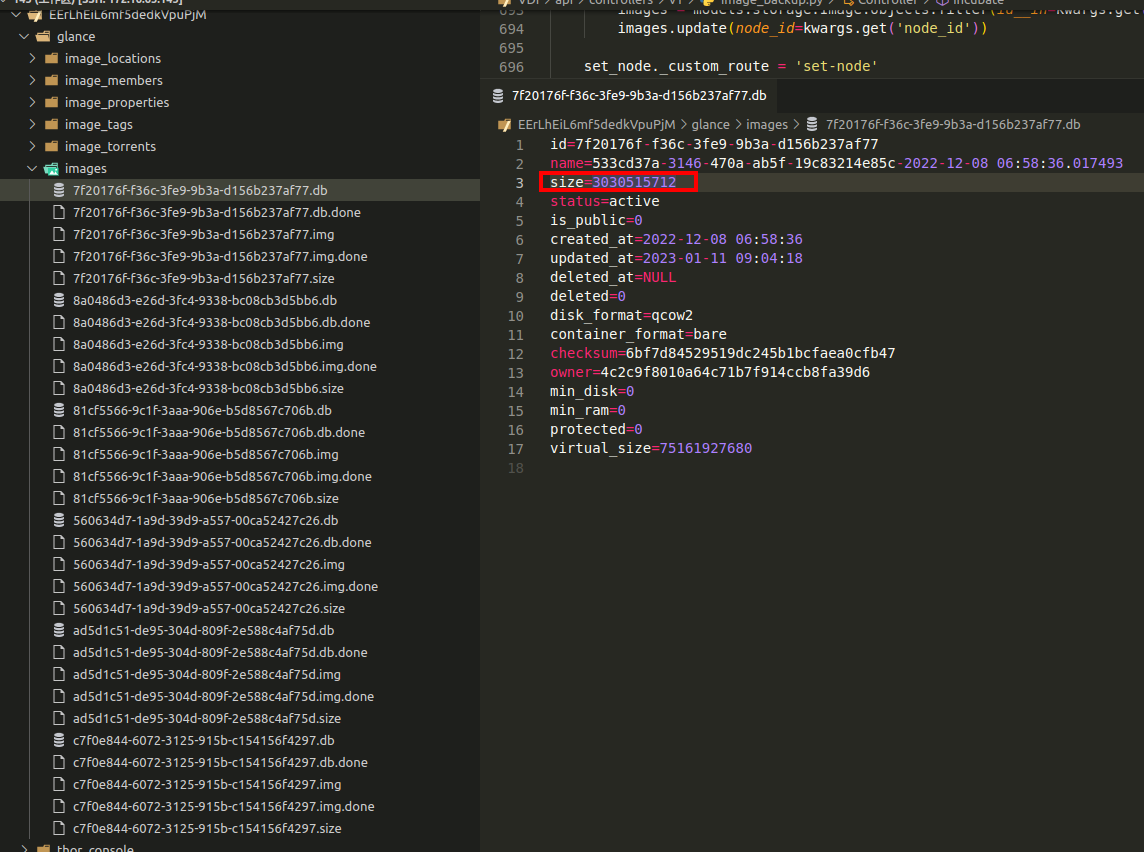 EErLhEiL6mf5dedkVpuPjM
glance
image_locations
image_members
image_properties
image_tags
image_torrents
images
7f20176f-f36c-3fe9-9b3a-d156b237af77.db
7f20176f-f36c-3fe9-9b3a-d156b237af77.db.done
7f20176f-f36c-3fe9-9b3a-d156b237af77.img
7f20176f-f36c-3fe9-9b3a-d156b237af77.img.done
7f20176f-f36c-3fe9-9b3a-d156b237af77.size
8a0486d3-e26d-3fc4-9338-bc08cb3d5bb6.db
8a0486d3-e26d-3fc4-9338-bc08cb3d5bb6.db.done
8a0486d3-e26d-3fc4-9338-bc08cb3d5bb6.img
8a0486d3-e26d-3fc4-9338-bc08cb3d5bb6.img.done
8a0486d3-e26d-3fc4-9338-bc08cb3d5bb6.size
81cf5566-9c1f-3aaa-906e-b5d8567c706b.db
81cf5566-9c1f-3aaa-906e-b5d8567c706b.db.done
81cf5566-9c1f-3aaa-906e-b5d8567c706b.img
81cf5566-9c1f-3aaa-906e-b5d8567c706b.img.done
81cf5566-9c1f-3aaa-906e-b5d8567c706b.size
560634d7-1a9d-39d9-a557-00ca52427c26.db
560634d7-1a9d-39d9-a557-00ca52427c26.db.done
560634d7-1a9d-39d9-a557-00ca52427c26.img
560634d7-1a9d-39d9-a557-00ca52427c26.img.done
560634d7-1a9d-39d9-a557-00ca52427c26.size
ad5d1c51-de95-304d-809f-2e588c4af75d.db
ad5d1c51-de95-304d-809f-2e588c4af75d.db.done
ad5d1c51-de95-304d-809f-2e588c4af75d.img
ad5d1c51-de95-304d-809f-2e588c4af75d.img.done
ad5d1c51-de95-304d-809f-2e588c4af75d.size
c7f0e844-6072-3125-915b-c154156f4297.db
c7f0e844-6072-3125-915b-c154156f4297.db.done
c7f0e844-6072-3125-915b-c154156f4297.img
c7f0e844-6072-3125-915b-c154156f4297.img.done
c7f0e844-6072-3125-915b-c154156f4297.size
thor_console
694 images.update(node_id=kwargs.get('node_id'))
695
696 set_node._custom_route = 'set-node'
7f20176f-f36c-3fe9-9b3a-d156b237af77.db
EErLhEiL6mf5dedkVpuPjM > glance > images > 7f20176f-f36c-3fe9-9b3a-d156b237af77.db
1 id=7f20176f-f36c-3fe9-9b3a-d156b237af77
2 name=533cd37a-3146-470a-ab5f-19c83214e85c-2022-12-08 06:58:36.017493
3 size=3030515712
4 status=active
5 is_public=0
6 created_at=2022-12-08 06:58:36
7 updated_at=2023-01-11 09:04:18
8 deleted_at=NULL
9 deleted=0
10 disk_format=qcow2
11 container_format=bare
12 checksum=6bf7d84529519dc245b1bcfaea0cfb47
13 owner=4c2c9f8010a64c71b7f914ccb8fa39d6
14 min_disk=0
15 min_ram=0
16 protected=0
17 virtual_size=75161927680
18